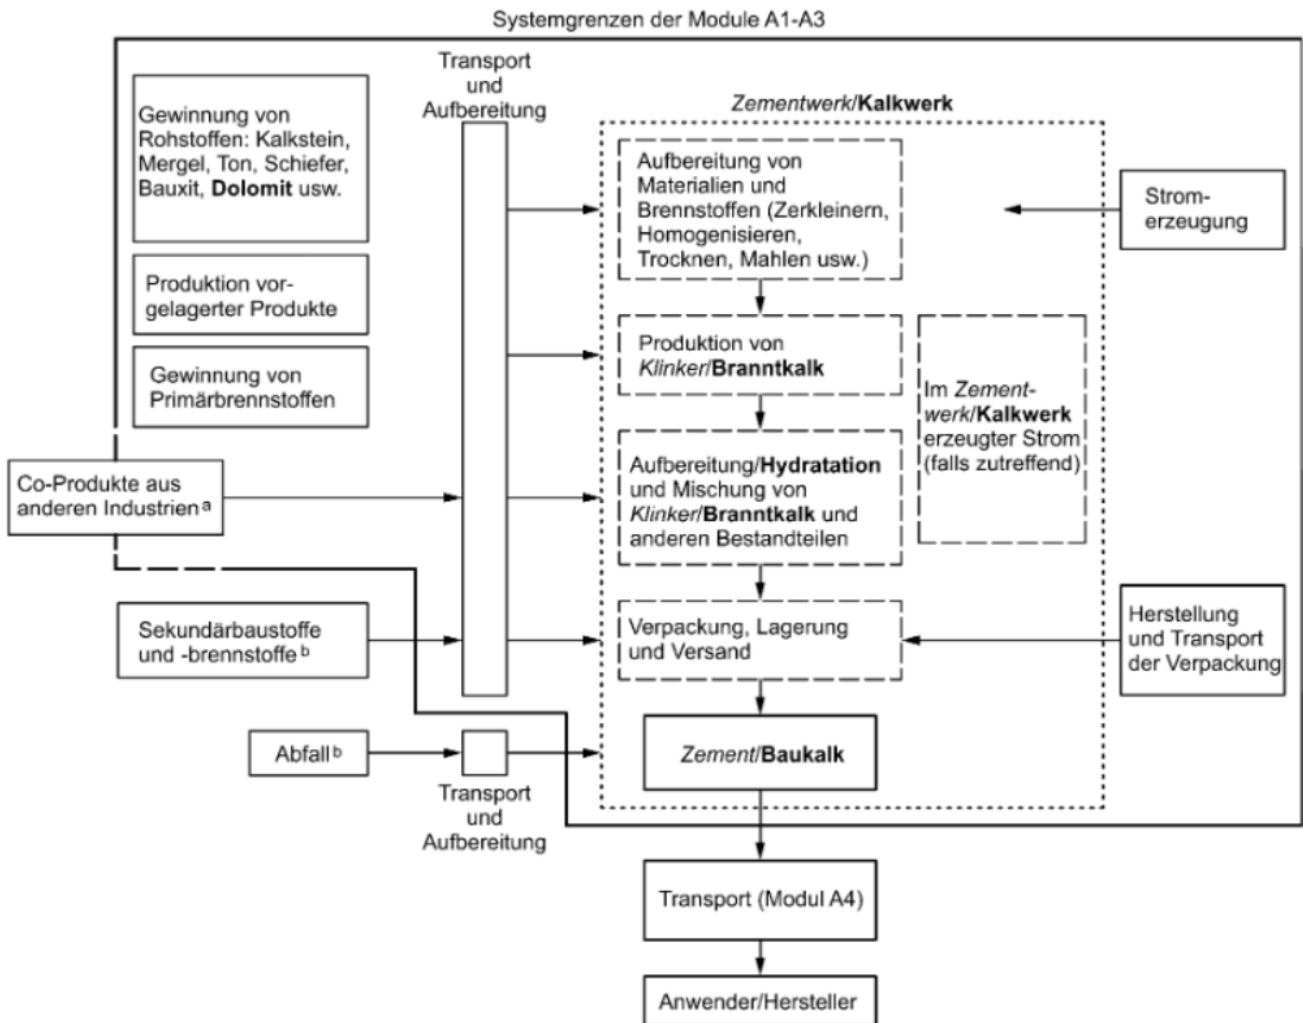 Systemgrenzen der Module A1-A3
Transport
und
Aufbereitung
Gewinnung von
Rohstoffen: Kalkstein,
Mergel, Ton, Schiefer,
Bauxit, Dolomit usw.
Produktion vor-
gelagerter Produkte
Gewinnung von
Primärbrennstoffen
Co-Produkte aus
anderen Industrien a
Sekundärbaustoffe
und -brennstoffe b
Abfall b
Transport
und
Aufbereitung
Zementwerk/Kalkwerk
Aufbereitung von
Materialien und
Brennstoffen (Zerkleinern,
Homogenisieren,
Trocknen, Mahlen usw.)
Produktion von
Klinker/Branntkalk
Aufbereitung/Hydratation
und Mischung von
Klinker/Branntkalk und
anderen Bestandteilen
Verpackung, Lagerung
und Versand
Zement/Baukalk
Im Zement-
werk/Kalkwerk
erzeugter Strom
(falls zutreffend)
Strom-
erzeugung
Herstellung
und Transport
der Verpackung
Transport (Modul A4)
Anwender/Hersteller